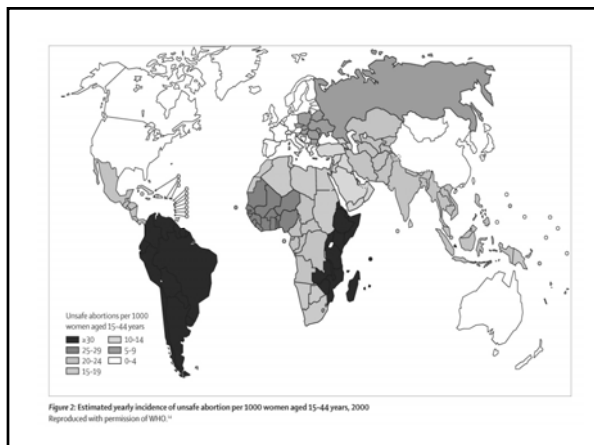 Unsafe abortions per 1000
women aged 15–44 years
≥30
25–29
20–24
15–19
10–14
5–9
0–4
Figure 2: Estimated yearly incidence of unsafe abortion per 1000 women aged 15–44 years, 2000
Reproduced with permission of WHO.